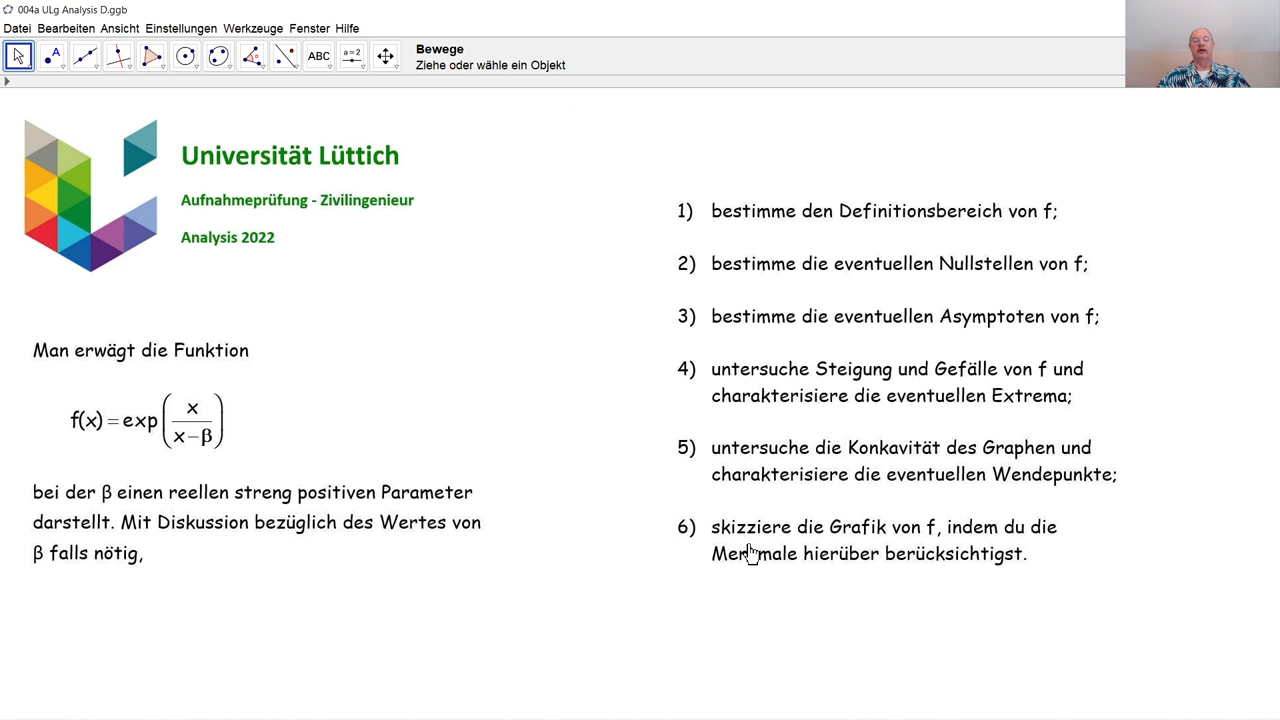 004a ULg Analysis D.ggb
Datei Bearbeiten Ansicht Einstellungen Werkzeuge Fenster Hilfe
A
ABC
a=2
Bewege
Ziehe oder wähle ein Objekt
Universität Lüttich
Aufnahmeprüfung - Zivilingenieur
Analysis 2022
Man erwägt die Funktion
f(x) = exp(x/(x−β))
bei der β einen reellen streng positiven Parameter
darstellt. Mit Diskussion bezüglich des Wertes von
β falls nötig,
1) bestimme den Definitionsbereich von f;
2) bestimme die eventuellen Nullstellen von f;
3) bestimme die eventuellen Asymptoten von f;
4) untersuche Steigung und Gefälle von f und
charakterisiere die eventuellen Extrema;
5) untersuche die Konkavität des Graphen und
charakterisiere die eventuellen Wendepunkte;
6) skizziere die Grafik von f, indem du die
Merkmale hierüber berücksichtigst.